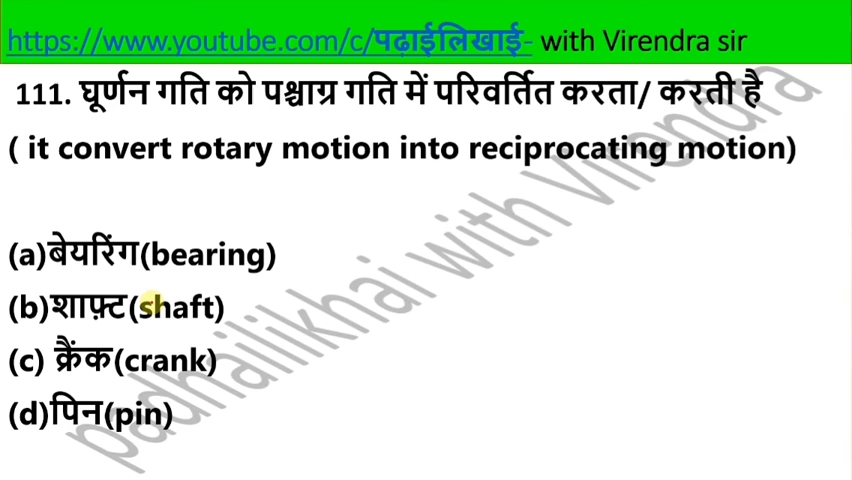 https://www.youtube.com/c/पढ़ाईलिखाई- with Virendra sir
111. घूर्णन गति को पश्चाग्र गति में परिवर्तित करता/ करती है
( it convert rotary motion into reciprocating motion)
(a)बेयरिंग(bearing)
(b)शाफ़्ट(shaft)
(c) क्रैंक(crank)
(d)पिन(pin)
padhailikhai with Virendra